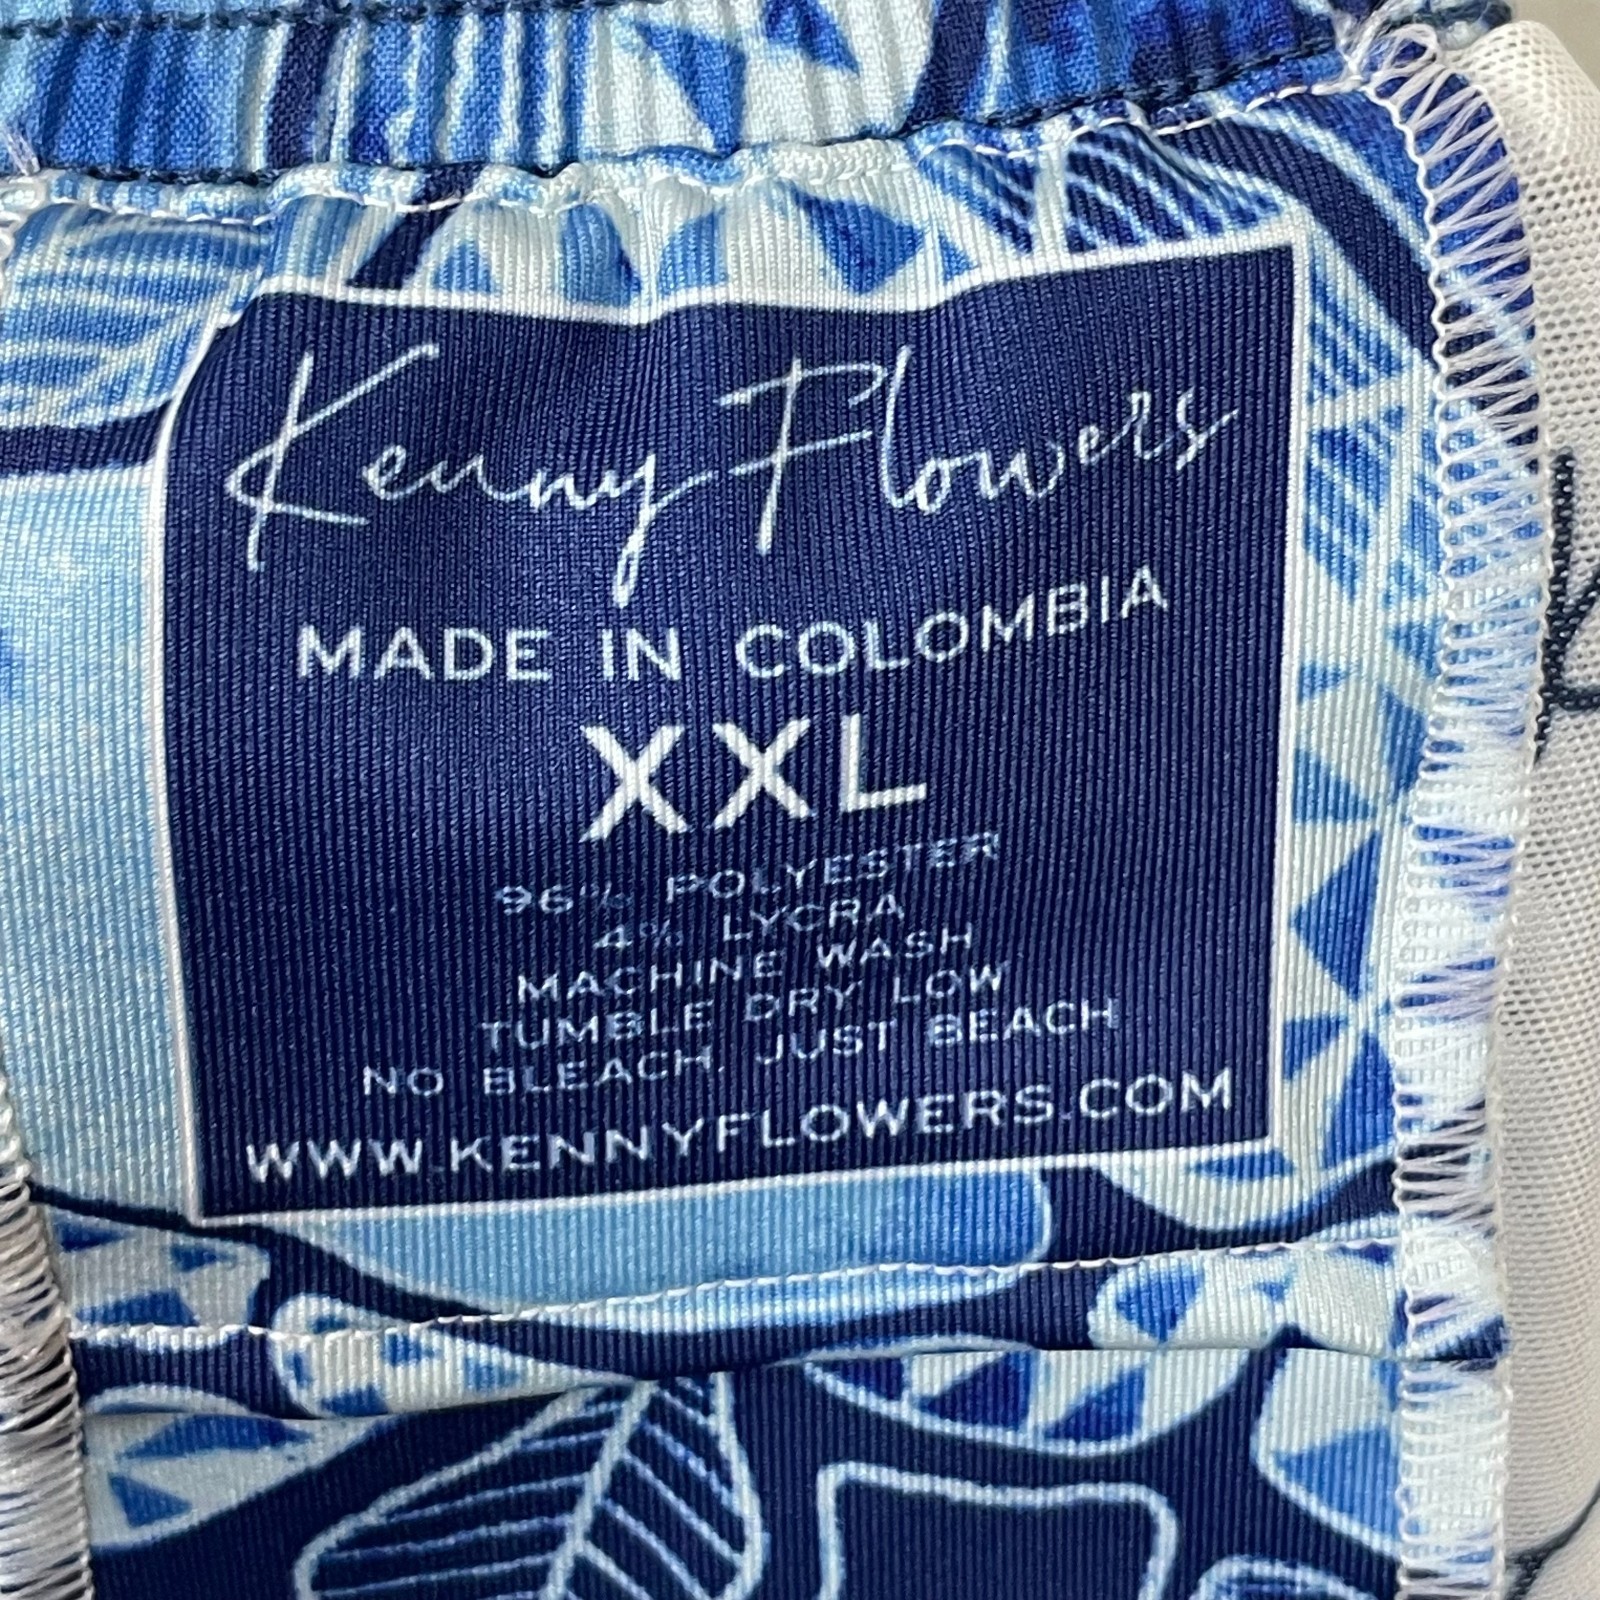 Kenny Flowers
MADE IN COLOMBIA
XXL
96% POLYESTER
4% LYCRA
MACHINE WASH
TUMBLE DRY LOW
NO BLEACH, JUST BEACH
WWW.KENNYFLOWERS.COM